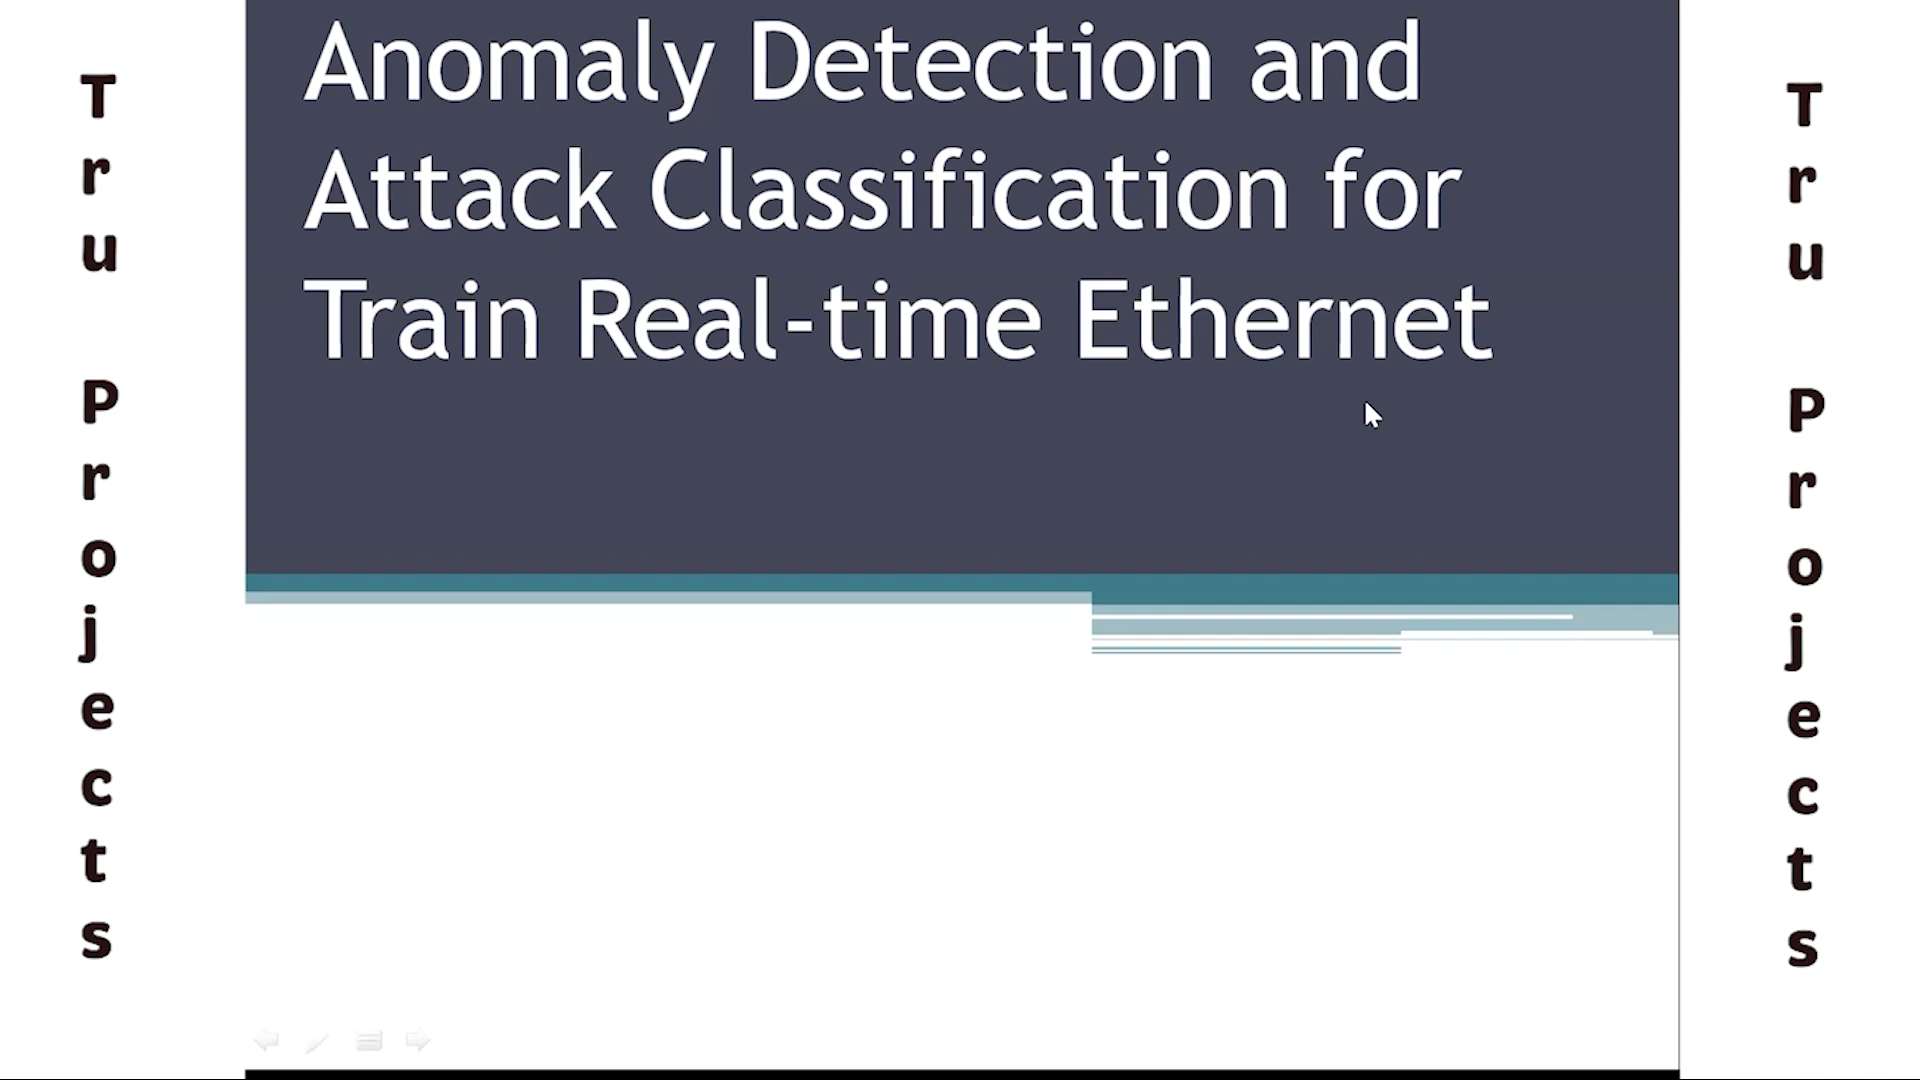 Tru Projects
Anomaly Detection and
Attack Classification for
Train Real-time Ethernet
Tru Projects